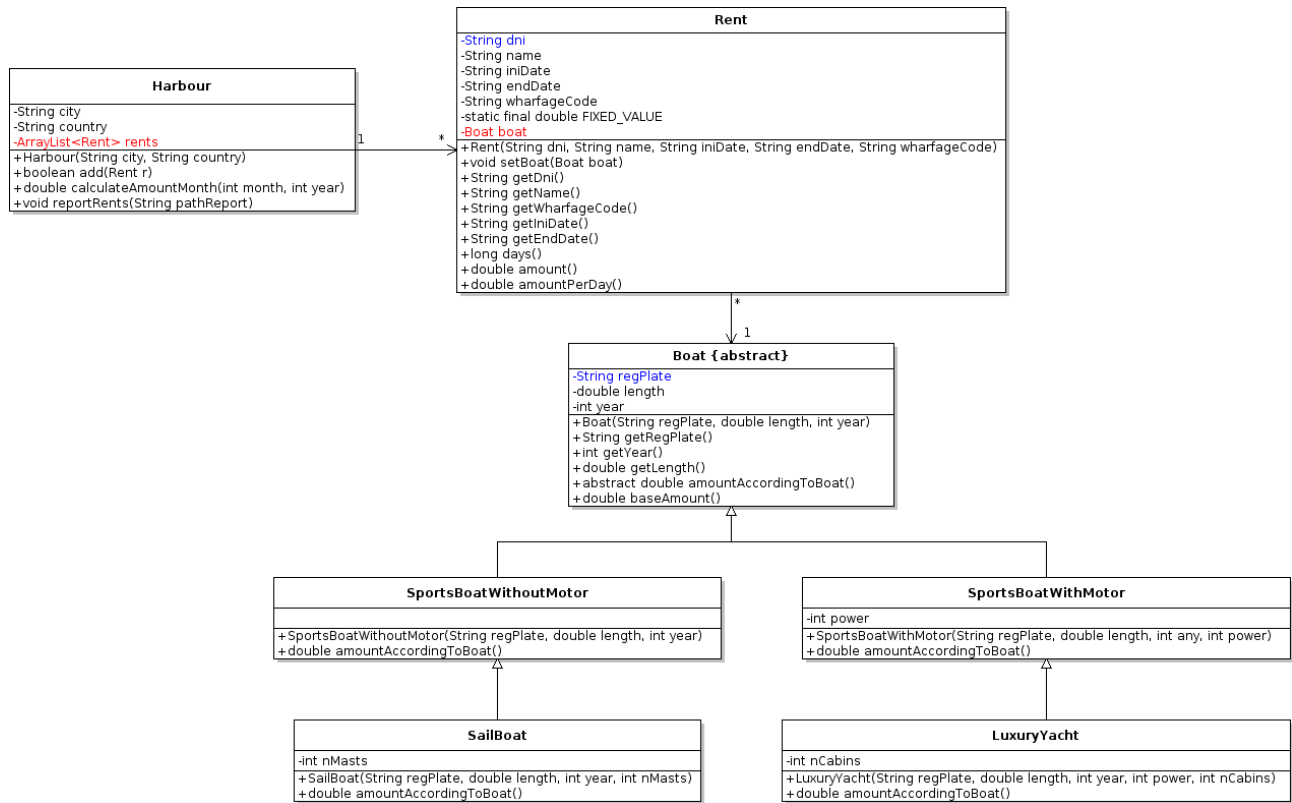 Rent
-String dni
-String name
-String iniDate
-String endDate
-String wharfageCode
-static final double FIXED_VALUE
-Boat boat
+Rent(String dni, String name, String iniDate, String endDate, String wharfageCode)
+void setBoat(Boat boat)
+String getDni()
+String getName()
+String getWharfageCode()
+String getIniDate()
+String getEndDate()
+long days()
+double amount()
+double amountPerDay()
Harbour
-String city
-String country
-ArrayList<Rent> rents
+Harbour(String city, String country)
+boolean add(Rent r)
+double calculateAmountMonth(int month, int year)
+void reportRents(String pathReport)
1
*
*
1
Boat {abstract}
-String regPlate
-double length
-int year
+Boat(String regPlate, double length, int year)
+String getRegPlate()
+int getYear()
+double getLength()
+abstract double amountAccordingToBoat()
+double baseAmount()
SportsBoatWithoutMotor
+SportsBoatWithoutMotor(String regPlate, double length, int year)
+double amountAccordingToBoat()
SportsBoatWithMotor
-int power
+SportsBoatWithMotor(String regPlate, double length, int any, int power)
+double amountAccordingToBoat()
SailBoat
-int nMasts
+SailBoat(String regPlate, double length, int year, int nMasts)
+double amountAccordingToBoat()
LuxuryYacht
-int nCabins
+LuxuryYacht(String regPlate, double length, int year, int power, int nCabins)
+double amountAccordingToBoat()